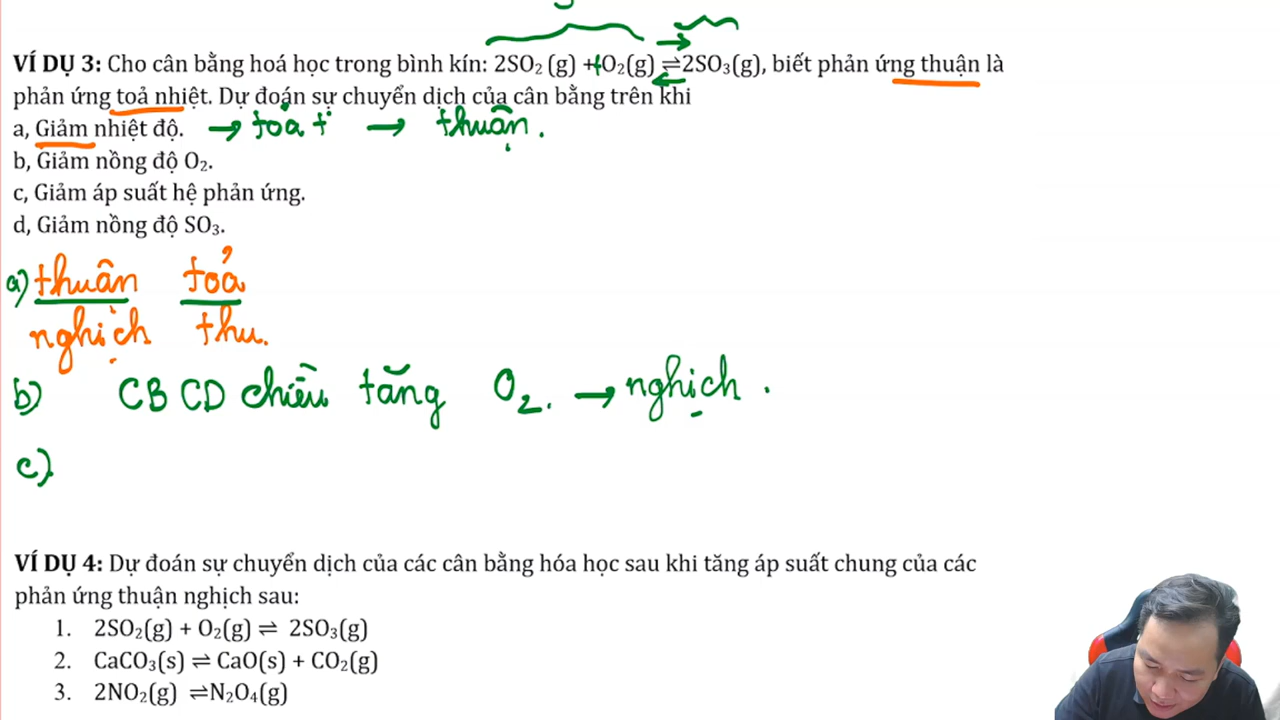 VÍ DỤ 3: Cho cân bằng hoá học trong bình kín: 2SO₂ (g) + O₂(g) ⇌ 2SO₃(g), biết phản ứng thuận là
phản ứng toả nhiệt. Dự đoán sự chuyển dịch của cân bằng trên khi
a, Giảm nhiệt độ. → toả t° → thuận.
b, Giảm nồng độ O₂.
c, Giảm áp suất hệ phản ứng.
d, Giảm nồng độ SO₃.
a) thuận toả
nghịch thu.
b) CBCD chiều tăng O₂. → nghịch.
c)
VÍ DỤ 4: Dự đoán sự chuyển dịch của các cân bằng hóa học sau khi tăng áp suất chung của các
phản ứng thuận nghịch sau:
1. 2SO₂(g) + O₂(g) ⇌ 2SO₃(g)
2. CaCO₃(s) ⇌ CaO(s) + CO₂(g)
3. 2NO₂(g) ⇌N₂O₄(g)